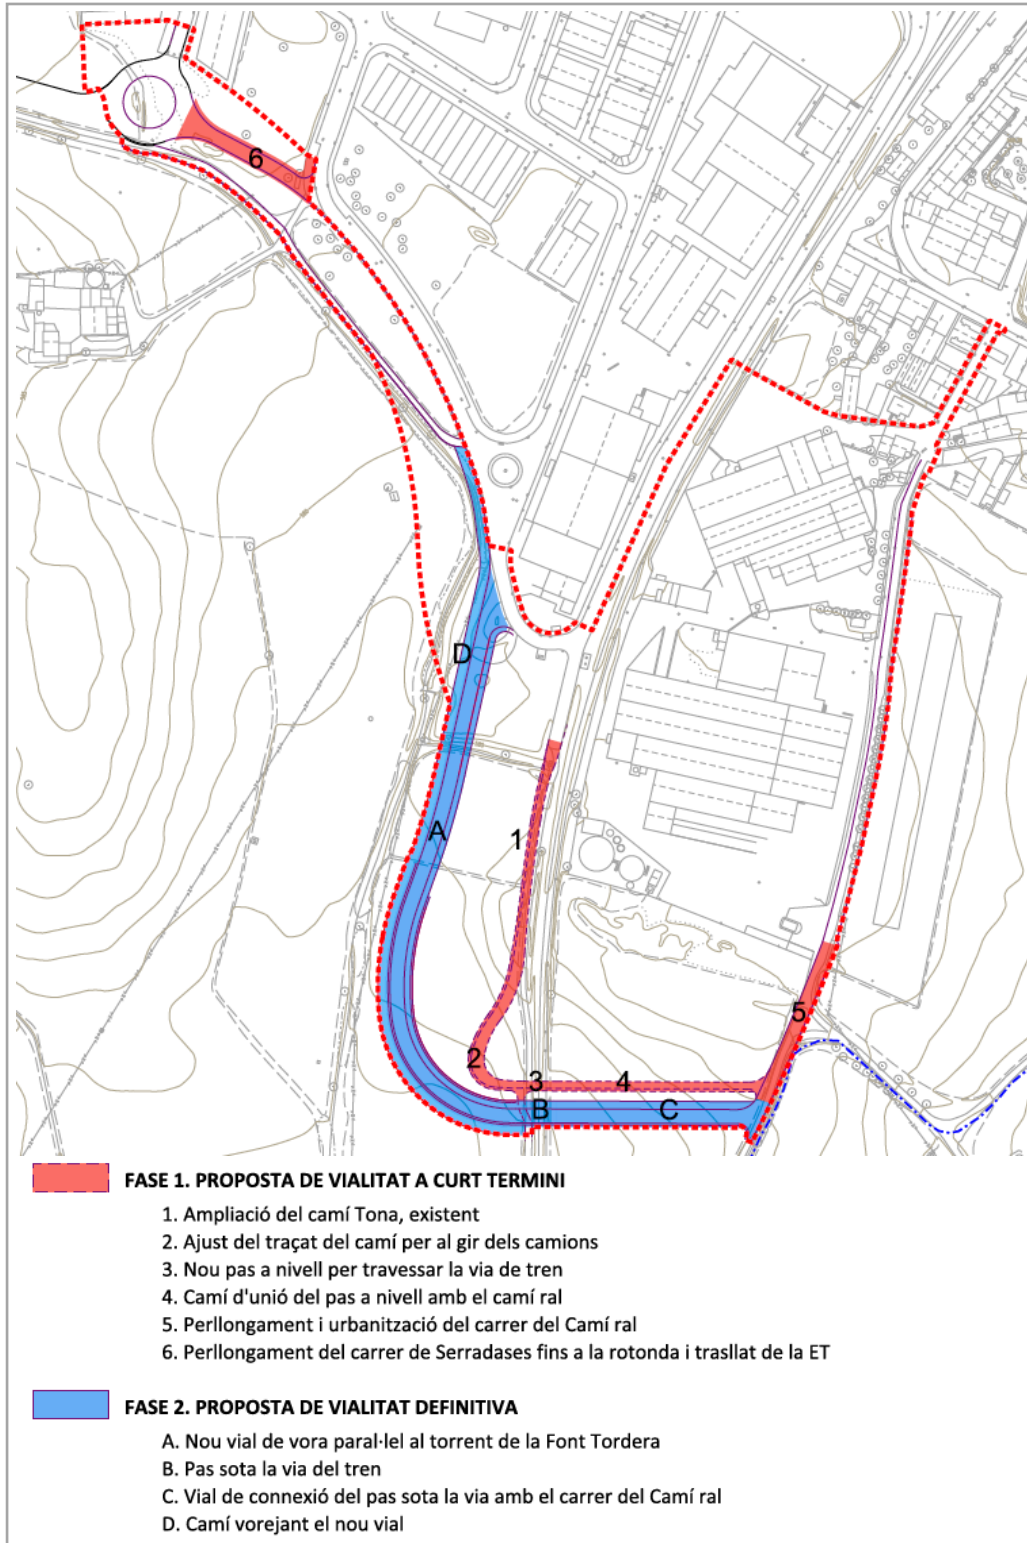 6
D
A
1
2
3
4
5
B
C
FASE 1. PROPOSTA DE VIALITAT A CURT TERMINI
1. Ampliació del camí Tona, existent
2. Ajust del traçat del camí per al gir dels camions
3. Nou pas a nivell per travessar la via de tren
4. Camí d'unió del pas a nivell amb el camí ral
5. Perllongament i urbanització del carrer del Camí ral
6. Perllongament del carrer de Serradases fins a la rotonda i trasllat de la ET
FASE 2. PROPOSTA DE VIALITAT DEFINITIVA
A. Nou vial de vora paral·lel al torrent de la Font Tordera
B. Pas sota la via del tren
C. Vial de connexió del pas sota la via amb el carrer del Camí ral
D. Camí vorejant el nou vial